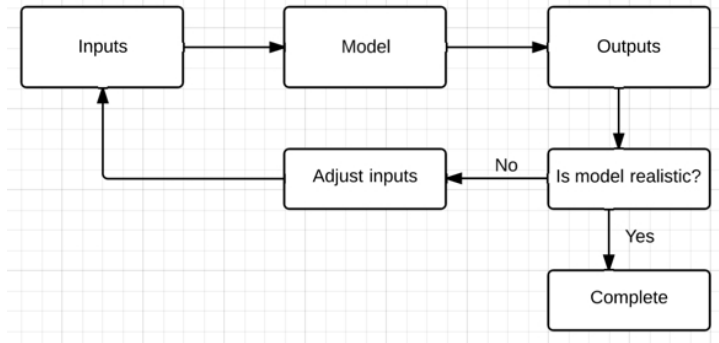 Inputs
Model
Outputs
Adjust inputs
No
Is model realistic?
Yes
Complete